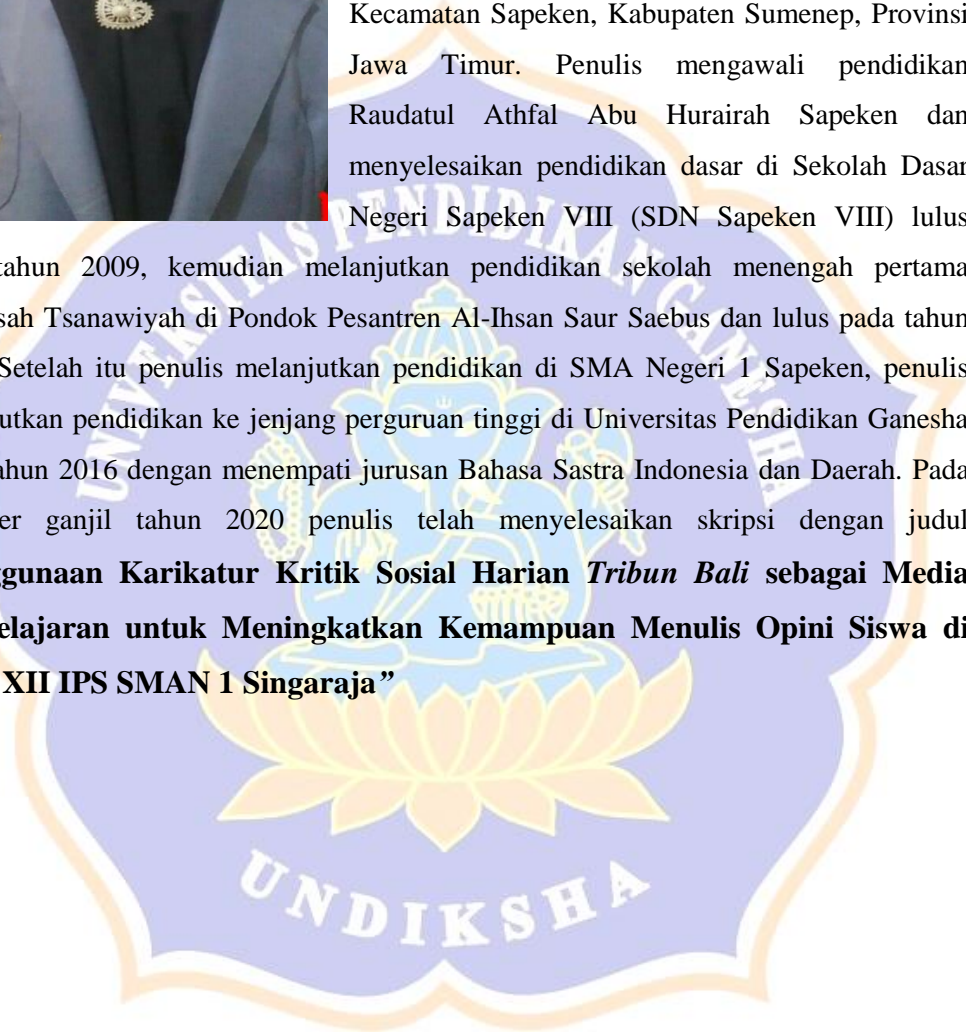 Kecamatan Sapeken, Kabupaten Sumenep, Provinsi
Jawa Timur. Penulis mengawali pendidikan
Raudatul Athfal Abu Hurairah Sapeken dan
menyelesaikan pendidikan dasar di Sekolah Dasar
Negeri Sapeken VIII (SDN Sapeken VIII) lulus
tahun 2009, kemudian melanjutkan pendidikan sekolah menengah pertama
sah Tsanawiyah di Pondok Pesantren Al-Ihsan Saur Saebus dan lulus pada tahun
Setelah itu penulis melanjutkan pendidikan di SMA Negeri 1 Sapeken, penulis
utkan pendidikan ke jenjang perguruan tinggi di Universitas Pendidikan Ganesha
ahun 2016 dengan menempati jurusan Bahasa Sastra Indonesia dan Daerah. Pada
er ganjil tahun 2020 penulis telah menyelesaikan skripsi dengan judul
ggunaan Karikatur Kritik Sosial Harian Tribun Bali sebagai Media
elajaran untuk Meningkatkan Kemampuan Menulis Opini Siswa di
XII IPS SMAN 1 Singaraja”
UNIVERSITAS PENDIDIKAN GANESHA
UNDIKSHA